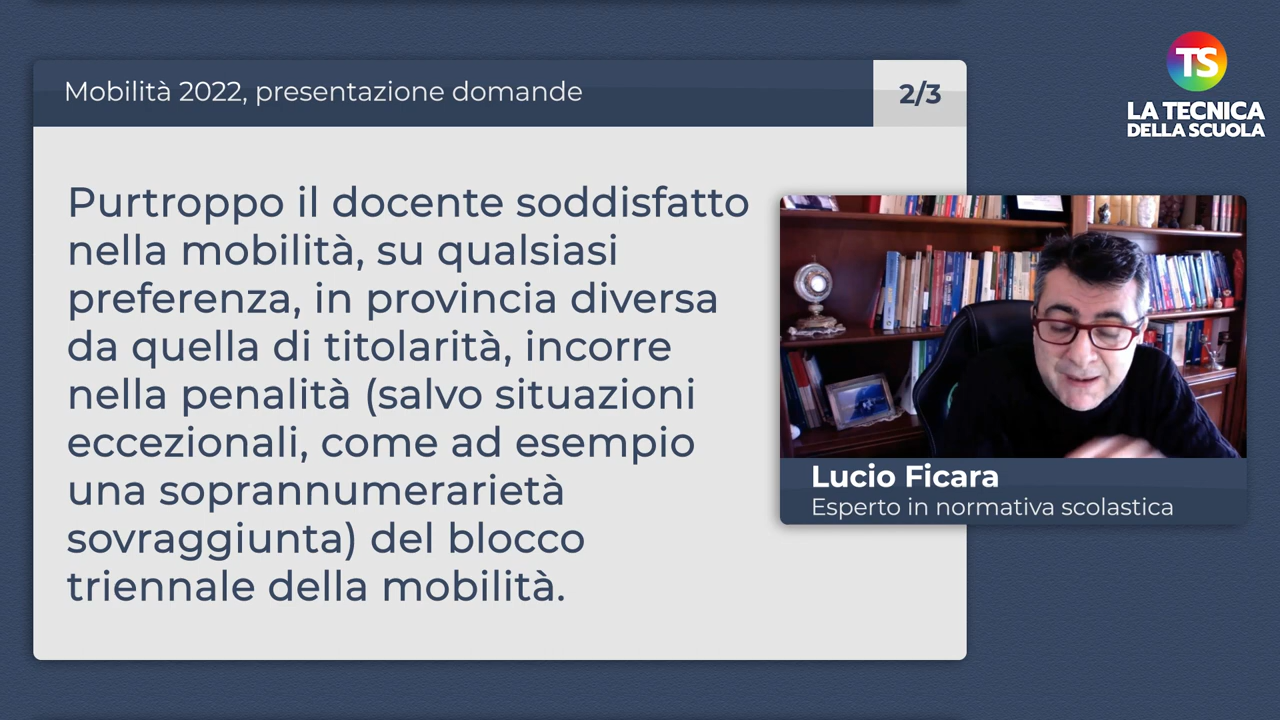 Mobilità 2022, presentazione domande
2/3
TS
LA TECNICA
DELLA SCUOLA
Purtroppo il docente soddisfatto
nella mobilità, su qualsiasi
preferenza, in provincia diversa
da quella di titolarità, incorre
nella penalità (salvo situazioni
eccezionali, come ad esempio
una soprannumerarietà
sovraggiunta) del blocco
triennale della mobilità.
Lucio Ficara
Esperto in normativa scolastica